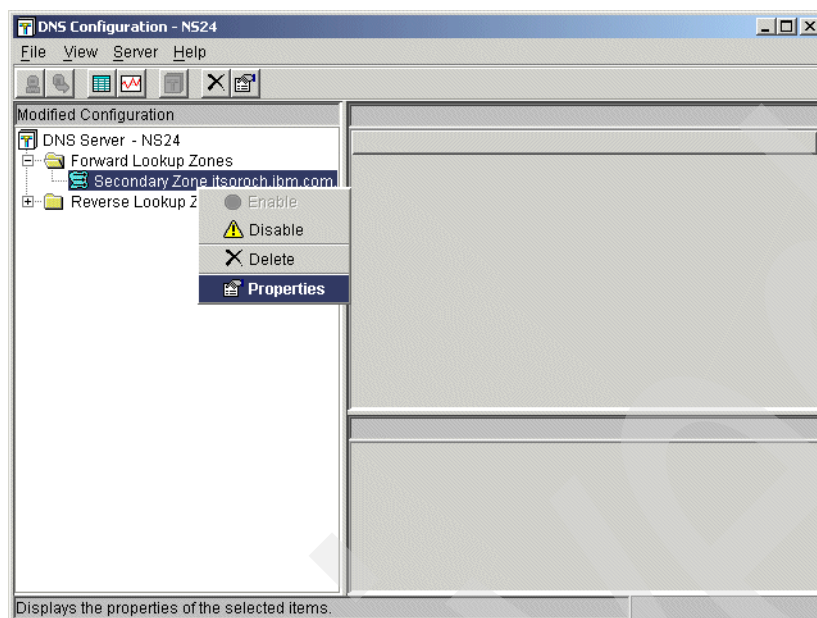 DNS Configuration - NS24
File View Server Help
Modified Configuration
DNS Server - NS24
Forward Lookup Zones
Secondary Zone itsoroch.ibm.com
Reverse Lookup Z
Enable
Disable
Delete
Properties
Displays the properties of the selected items.